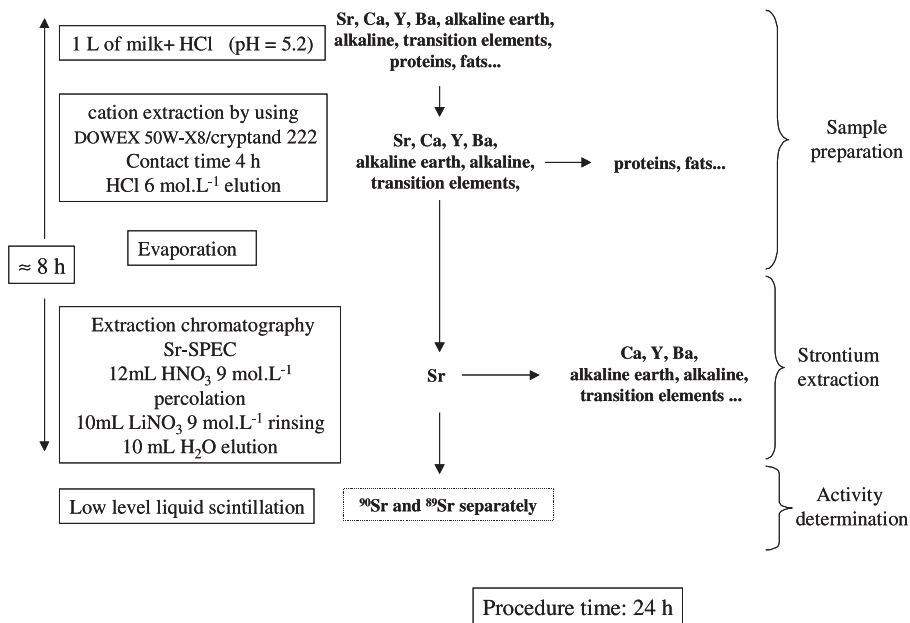 1 L of milk+ HCl (pH = 5.2)
Sr, Ca, Y, Ba, alkaline earth,
alkaline, transition elements,
proteins, fats...
cation extraction by using
DOWEX 50W-X8/cryptand 222
Contact time 4 h
HCl 6 mol.L⁻¹ elution
Sr, Ca, Y, Ba,
alkaline earth, alkaline,
transition elements,
proteins, fats...
Sample
preparation
Evaporation
≈ 8 h
Extraction chromatography
Sr-SPEC
12mL HNO₃ 9 mol.L⁻¹
percolation
10mL LiNO₃ 9 mol.L⁻¹ rinsing
10 mL H₂O elution
Sr
Ca, Y, Ba,
alkaline earth, alkaline,
transition elements ...
Strontium
extraction
Low level liquid scintillation
⁹⁰Sr and ⁸⁹Sr separately
Activity
determination
Procedure time: 24 h